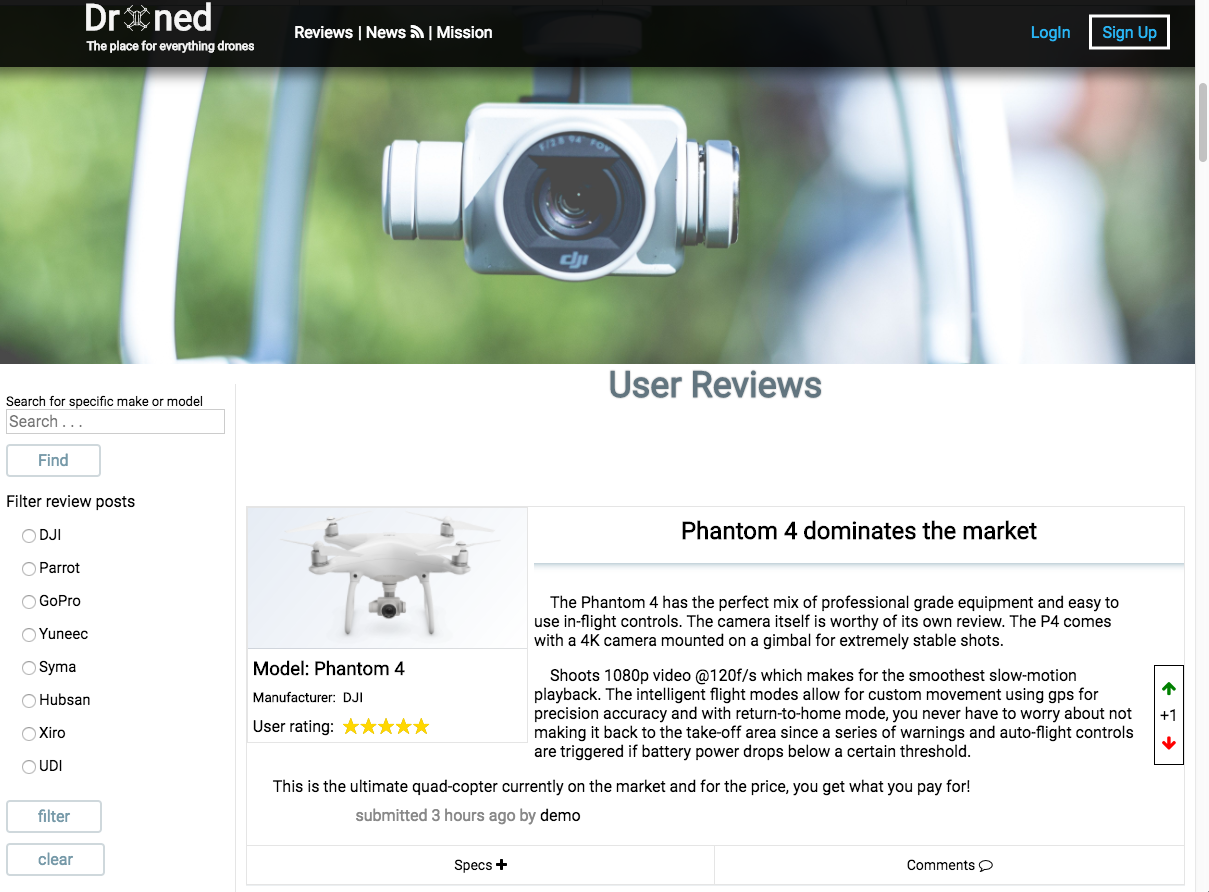 Dr ned
The place for everything drones
Reviews | News | Mission
LogIn
Sign Up
F/2.8 94° FOV
dji
User Reviews
Search for specific make or model
Search . . .
Find
Filter review posts
DJI
Parrot
GoPro
Yuneec
Syma
Hubsan
Xiro
UDI
filter
clear
Phantom 4 dominates the market
Model: Phantom 4
Manufacturer: DJI
User rating:
The Phantom 4 has the perfect mix of professional grade equipment and easy to
use in-flight controls. The camera itself is worthy of its own review. The P4 comes
with a 4K camera mounted on a gimbal for extremely stable shots.
Shoots 1080p video @120f/s which makes for the smoothest slow-motion
playback. The intelligent flight modes allow for custom movement using gps for
precision accuracy and with return-to-home mode, you never have to worry about not
making it back to the take-off area since a series of warnings and auto-flight controls
are triggered if battery power drops below a certain threshold.
This is the ultimate quad-copter currently on the market and for the price, you get what you pay for!
submitted 3 hours ago by demo
+1
Specs
Comments